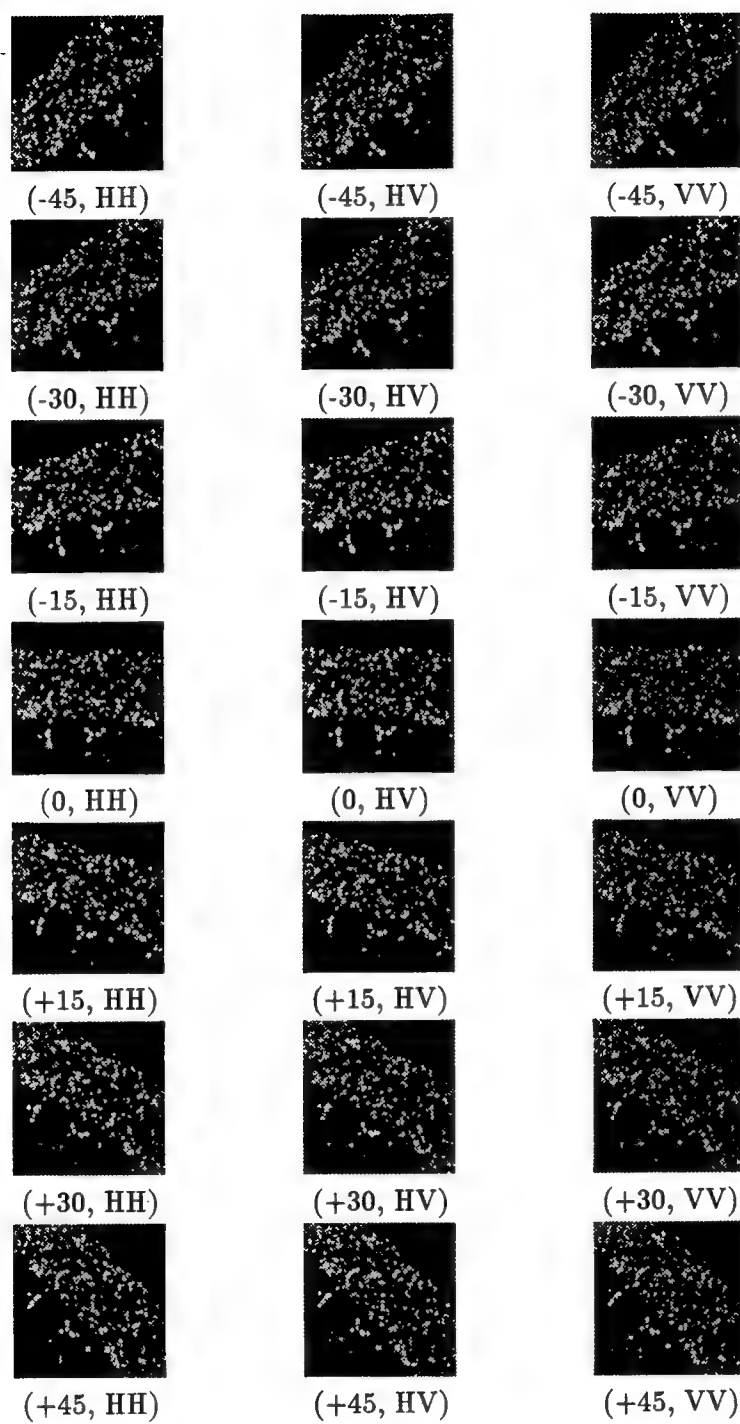 (-45, HH) (-45, HV) (-45, VV)
(-30, HH) (-30, HV) (-30, VV)
(-15, HH) (-15, HV) (-15, VV)
(0, HH) (0, HV) (0, VV)
(+15, HH) (+15, HV) (+15, VV)
(+30, HH) (+30, HV) (+30, VV)
(+45, HH) (+45, HV) (+45, VV)